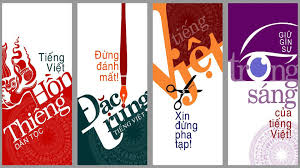 Tiếng
Việt:
Hồn
Thiêng
DÂN TỘC
Đừng
đánh
mất!
Đặc
trưng
TIẾNG VIỆT
Việt
Xin
đừng
pha
tạp!
GIỮ
GÌN
SỰ
trong
sáng
của
tiếng Việt!